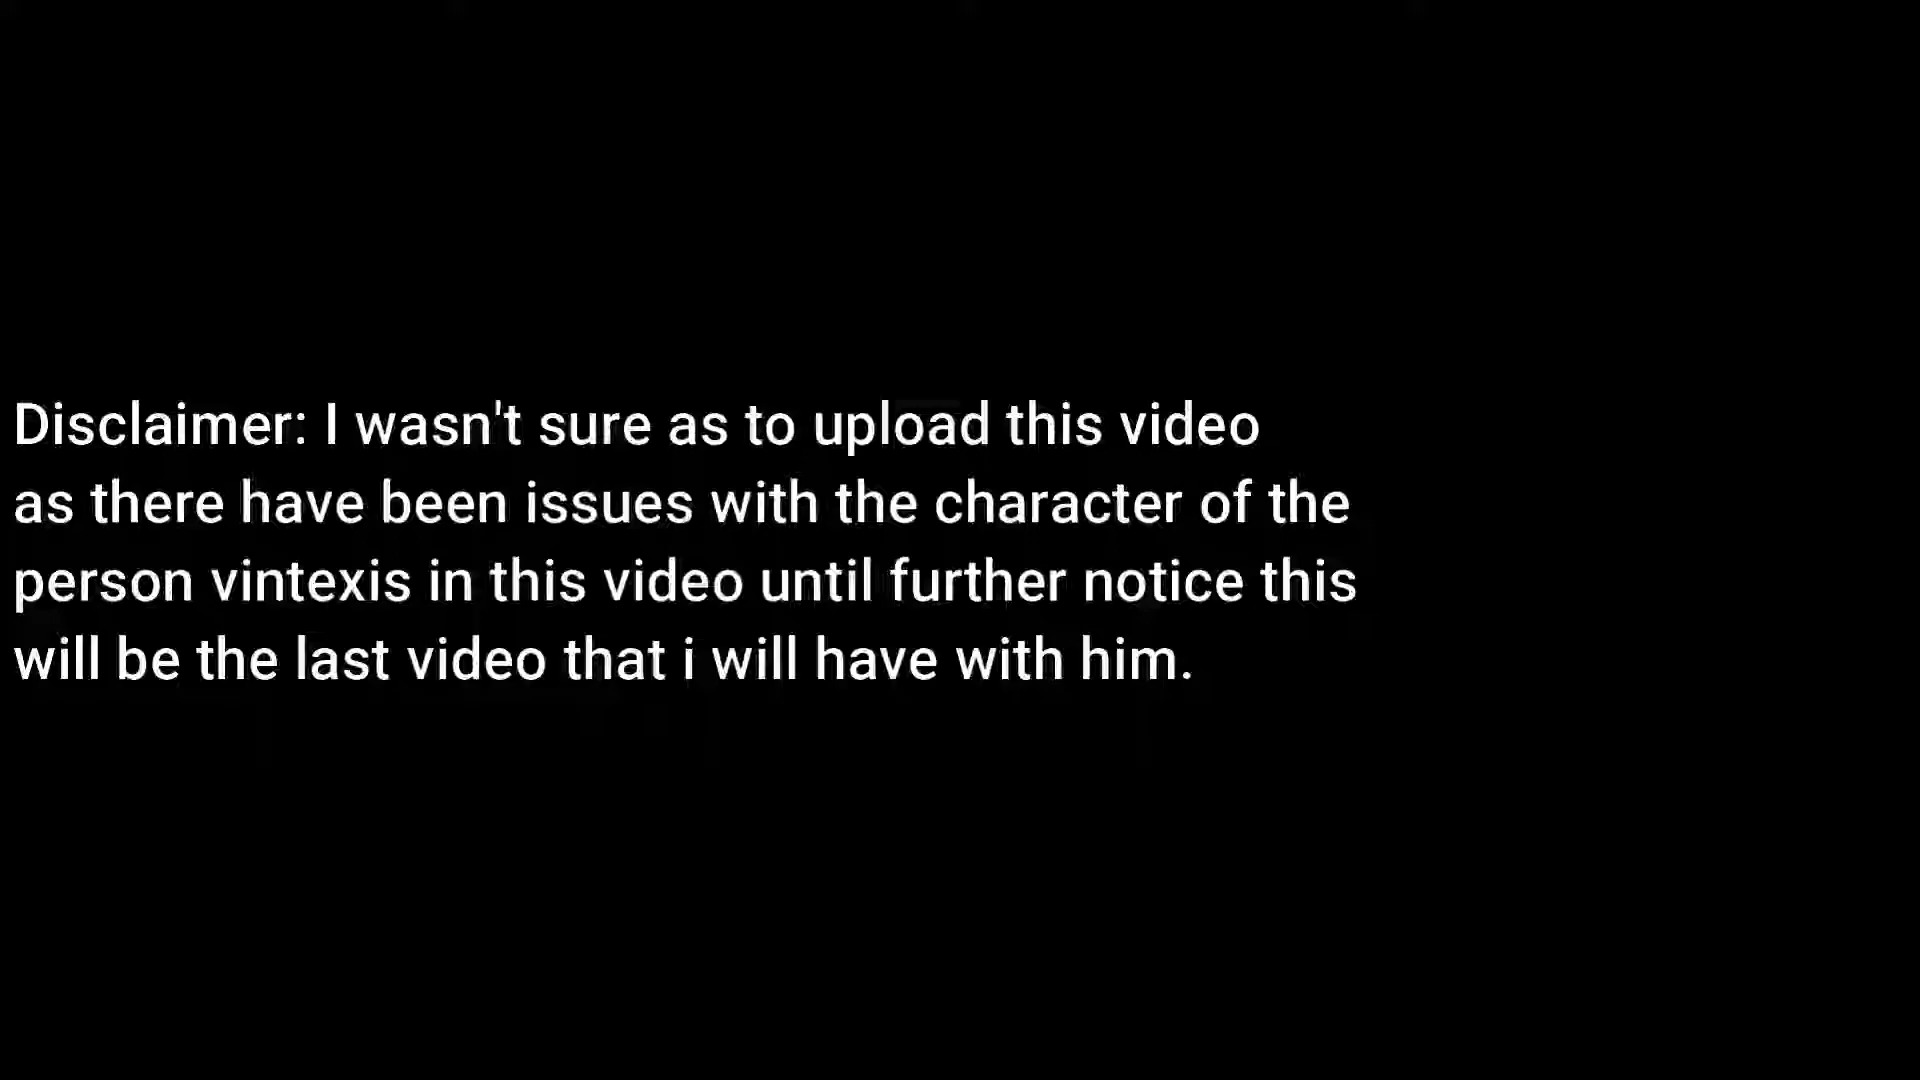 Disclaimer: I wasn't sure as to upload this video
as there have been issues with the character of the
person vintexis in this video until further notice this
will be the last video that i will have with him.